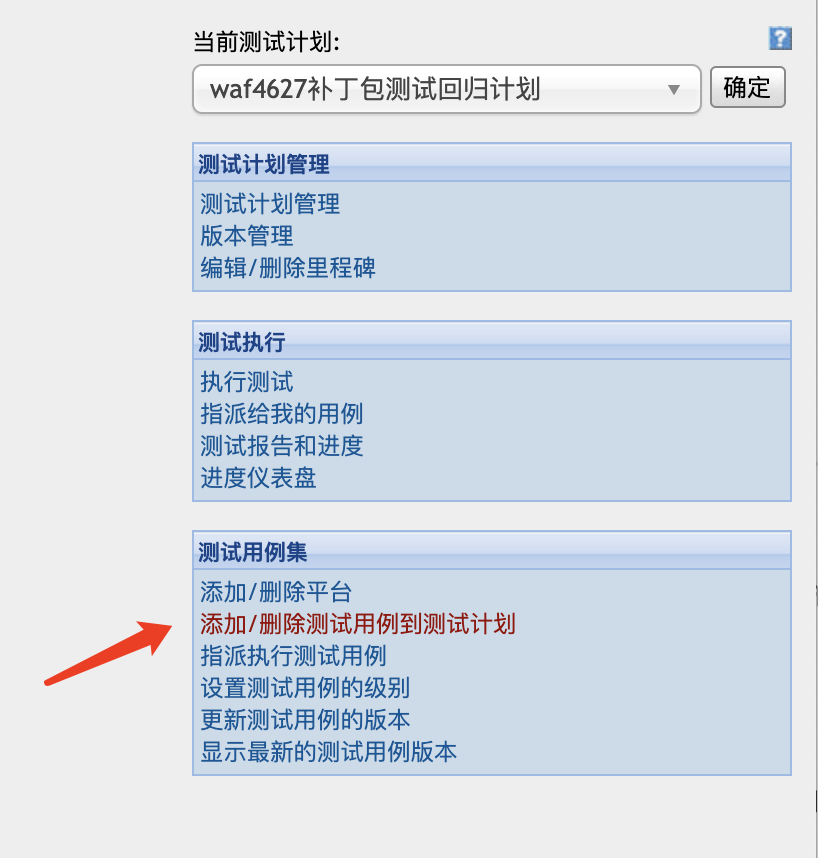 当前测试计划:
?
waf4627补丁包测试回归计划
确定
测试计划管理
测试计划管理
版本管理
编辑/删除里程碑
测试执行
执行测试
指派给我的用例
测试报告和进度
进度仪表盘
测试用例集
添加/删除平台
添加/删除测试用例到测试计划
指派执行测试用例
设置测试用例的级别
更新测试用例的版本
显示最新的测试用例版本